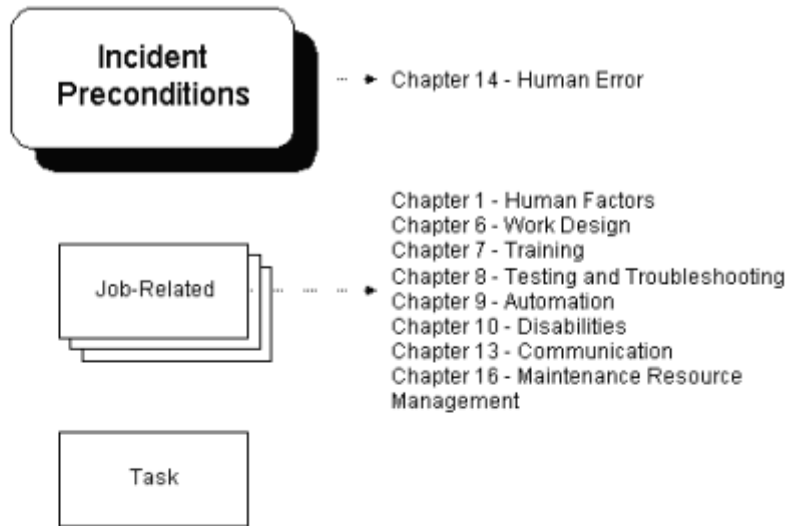 Incident
Preconditions
Chapter 14 - Human Error
Chapter 1 - Human Factors
Chapter 6 - Work Design
Chapter 7 - Training
Chapter 8 - Testing and Troubleshooting
Job-Related
Chapter 9 - Automation
Chapter 10 - Disabilities
Chapter 13 - Communication
Chapter 16 - Maintenance Resource
Management
Task